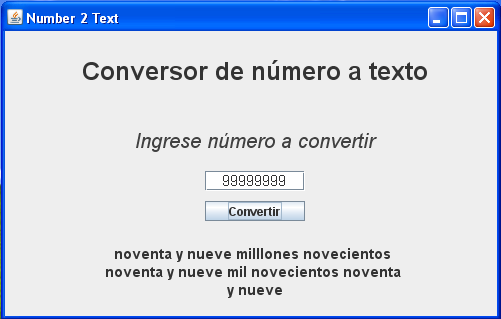 Number 2 Text
Conversor de número a texto
Ingrese número a convertir
99999999
Convertir
noventa y nueve milllones novecientos
noventa y nueve mil novecientos noventa
y nueve